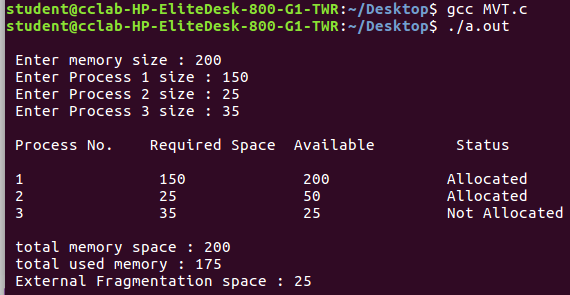 student@cclab-HP-EliteDesk-800-G1-TWR:~/Desktop$ gcc MVT.c
student@cclab-HP-EliteDesk-800-G1-TWR:~/Desktop$ ./a.out
Enter memory size : 200
Enter Process 1 size : 150
Enter Process 2 size : 25
Enter Process 3 size : 35
Process No. Required Space Available Status
1 150 200 Allocated
2 25 50 Allocated
3 35 25 Not Allocated
total memory space : 200
total used memory : 175
External Fragmentation space : 25